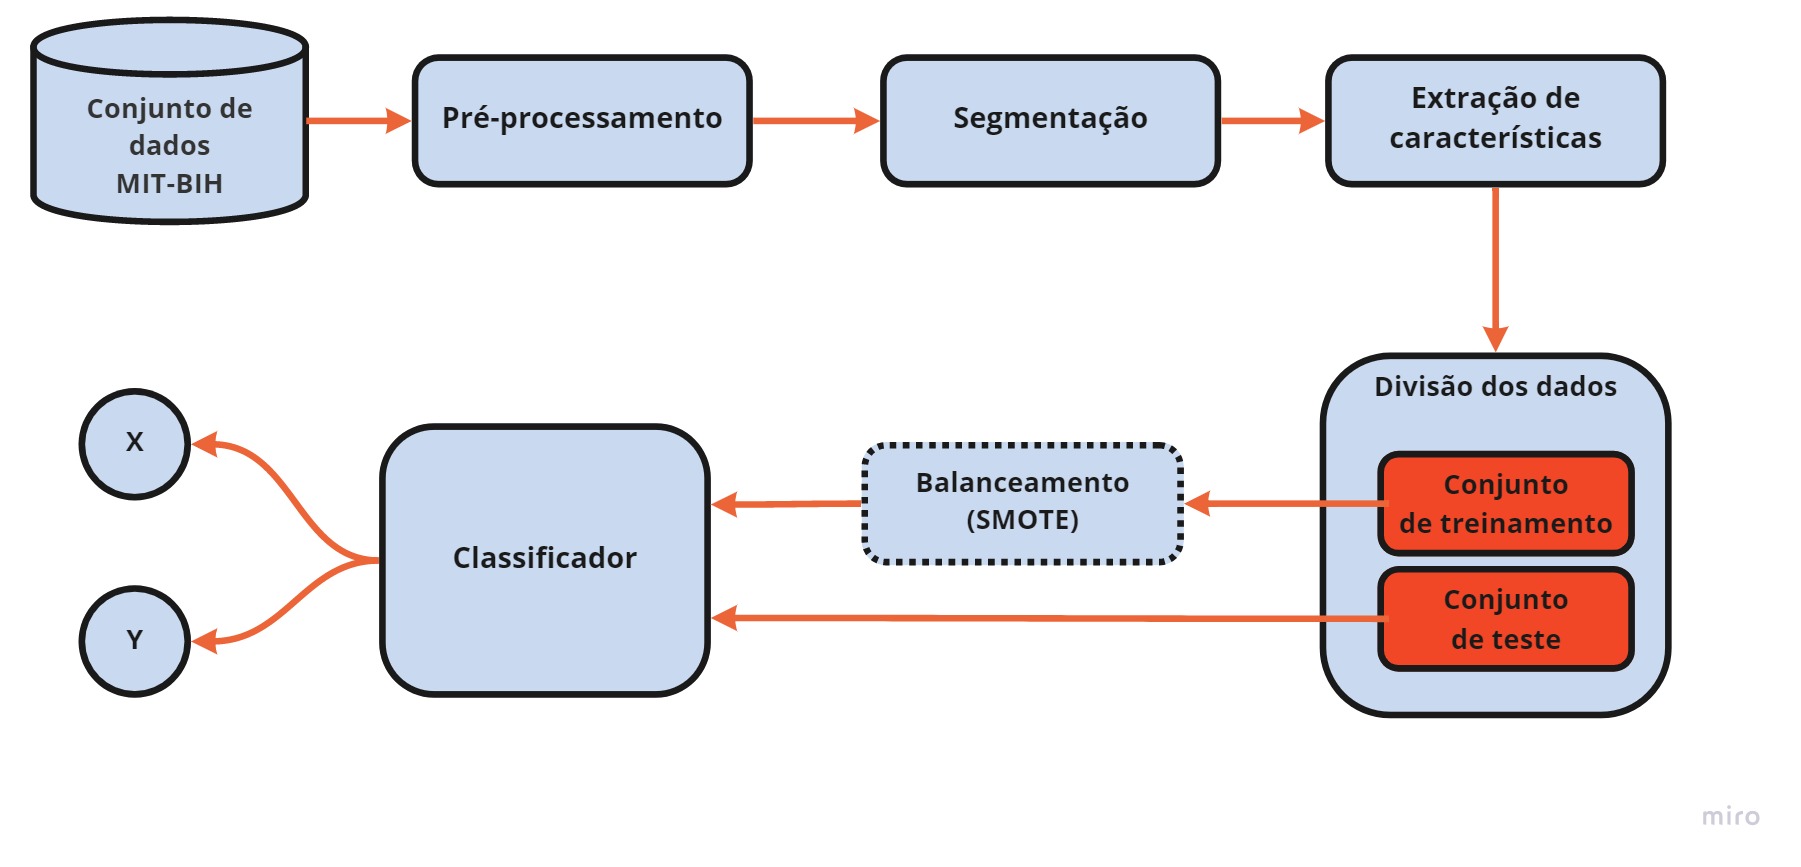 Conjunto de
dados
MIT-BIH
Pré-processamento
Segmentação
Extração de
características
Divisão dos dados
Conjunto
de treinamento
Conjunto
de teste
Balanceamento
(SMOTE)
Classificador
X
Y
miro